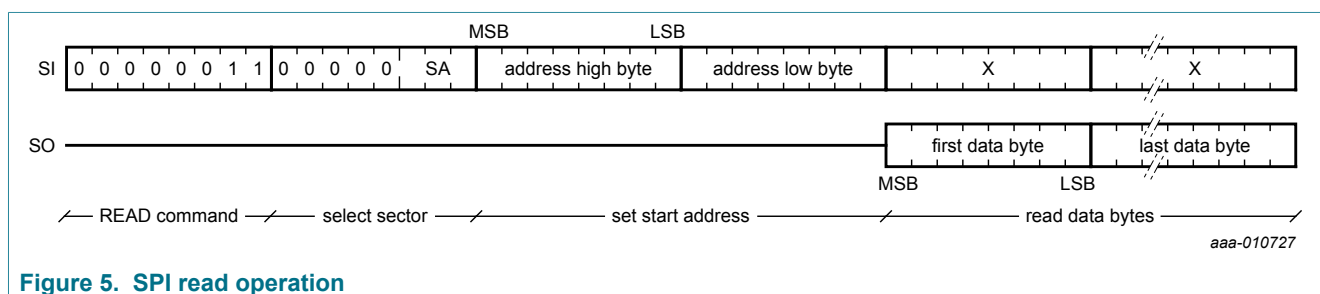 MSB LSB
SI 0 0 0 0 0 0 1 1 0 0 0 0 0 SA address high byte address low byte X X
SO first data byte last data byte
MSB LSB
READ command select sector set start address read data bytes
aaa-010727
Figure 5. SPI read operation